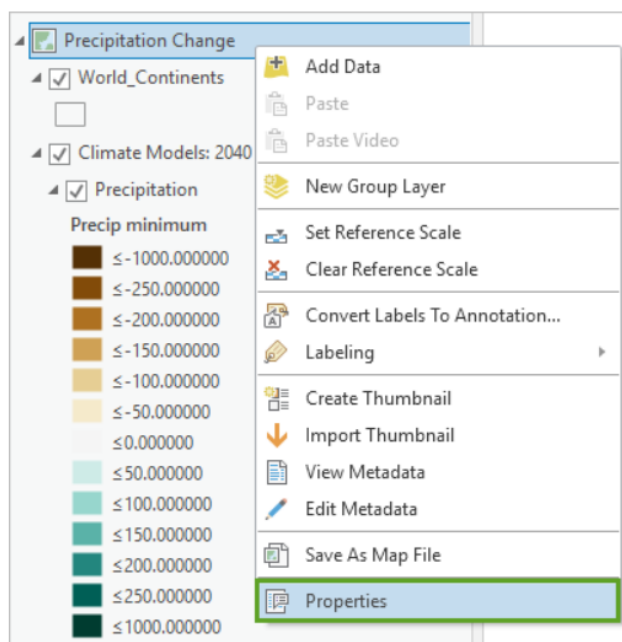 Precipitation Change
World_Continents
Climate Models: 2040
Precipitation
Precip minimum
≤-1000.000000
≤-250.000000
≤-200.000000
≤-150.000000
≤-100.000000
≤-50.000000
≤0.000000
≤50.000000
≤100.000000
≤150.000000
≤200.000000
≤250.000000
≤1000.000000
Add Data
Paste
Paste Video
New Group Layer
Set Reference Scale
Clear Reference Scale
Convert Labels To Annotation...
Labeling
Create Thumbnail
Import Thumbnail
View Metadata
Edit Metadata
Save As Map File
Properties